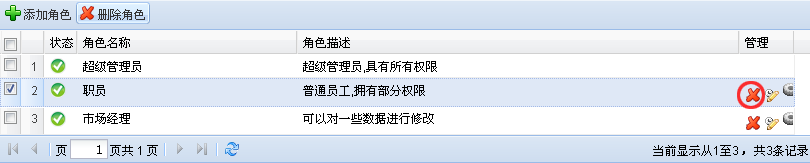 添加角色 删除角色
状态 角色名称 角色描述 管理
1 超级管理员 超级管理员,具有所有权限
2 职员 普通员工,拥有部分权限
3 市场经理 可以对一些数据进行修改
页 1 页共 1 页 当前显示从1至3，共3条记录